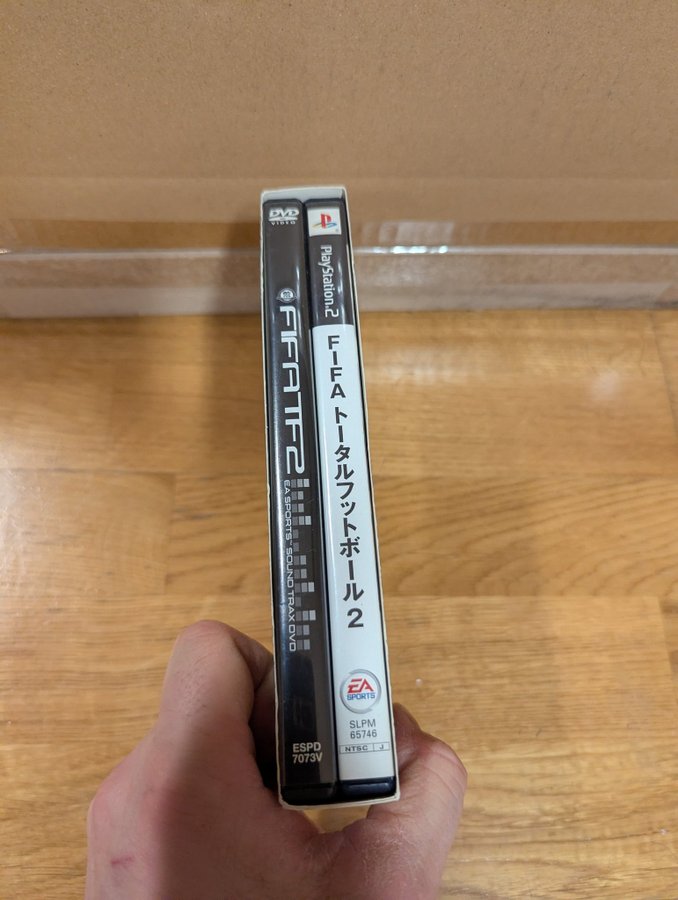 DVD
VIDEO
FIFA TF2
EA SPORTS™ SOUND TRAX DVD
ESPD
7073V
PlayStation.2
FIFA トータルフットボール 2
EA
SPORTS
SLPM
65746
NTSC J